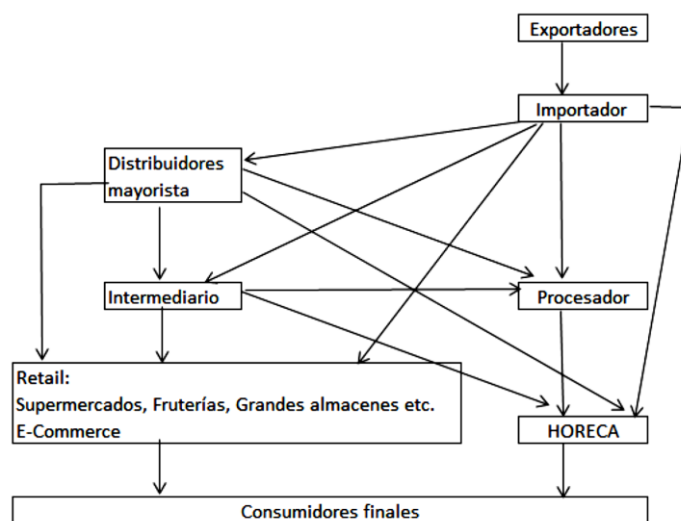 Exportadores
Importador
Distribuidores
mayorista
Intermediario
Procesador
Retail:
Supermercados, Fruterías, Grandes almacenes etc.
E-Commerce
HORECA
Consumidores finales